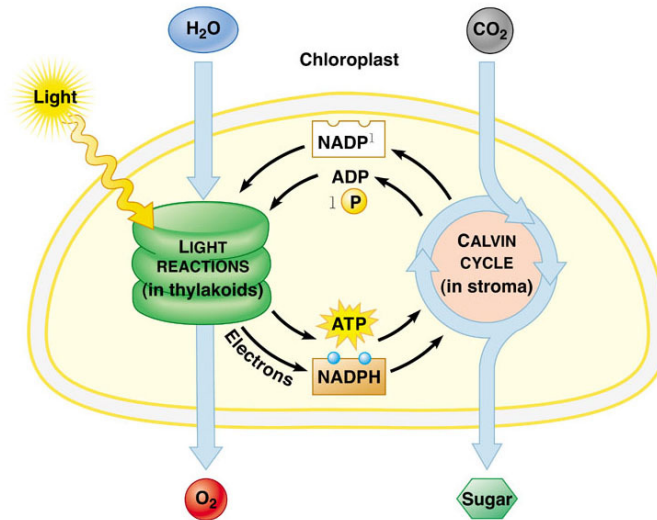 H₂O
CO₂
Chloroplast
Light
NADP¹
ADP
1 P
LIGHT
REACTIONS
(in thylakoids)
CALVIN
CYCLE
(in stroma)
ATP
Electrons
NADPH
O₂
Sugar